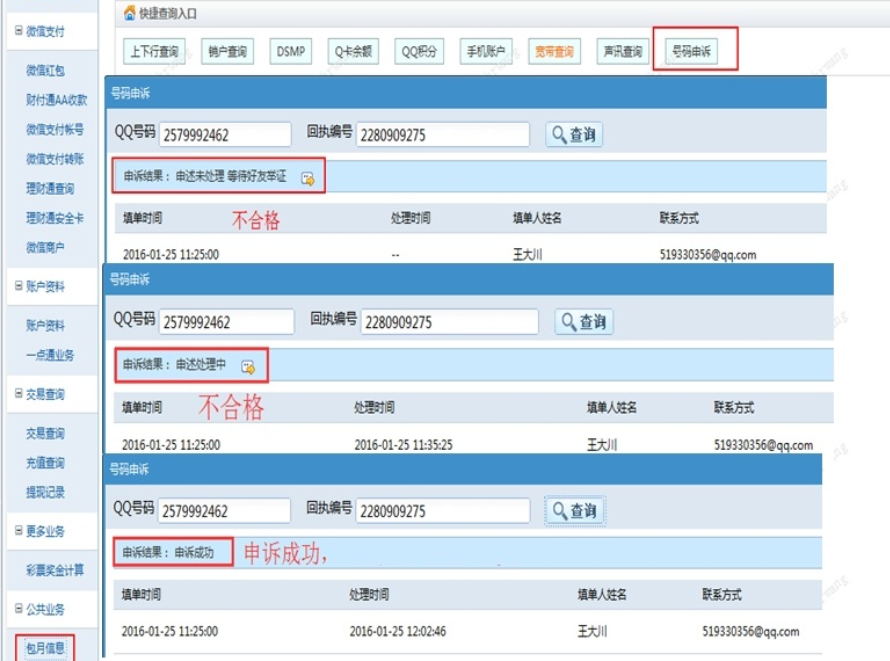 快捷查询入口
上下行查询 销户查询 DSMP Q卡余额 QQ积分 手机账户 宽带查询 声讯查询 号码申诉
微信支付
微信红包
财付通AA收款
微信支付帐号
微信支付转账
理财通查询
理财通安全卡
微信商户
账户资料
账户资料
一点通业务
交易查询
交易查询
充值查询
提现记录
更多业务
彩票奖金计算
公共业务
包月信息
号码申诉
QQ号码 2579992462 回执编号 2280909275 查询
申诉结果： 申述未处理 等待好友举证
填单时间 不合格 处理时间 填单人姓名 联系方式
2016-01-25 11:25:00 -- 王大川 519330356@qq.com
号码申诉
QQ号码 2579992462 回执编号 2280909275 查询
申诉结果： 申述处理中
填单时间 不合格 处理时间 填单人姓名 联系方式
2016-01-25 11:25:00 2016-01-25 11:35:25 王大川 519330356@qq.com
号码申诉
QQ号码 2579992462 回执编号 2280909275 查询
申诉结果： 申诉成功 申诉成功，
填单时间 处理时间 填单人姓名 联系方式
2016-01-25 11:25:00 2016-01-25 12:02:46 王大川 519330356@qq.com